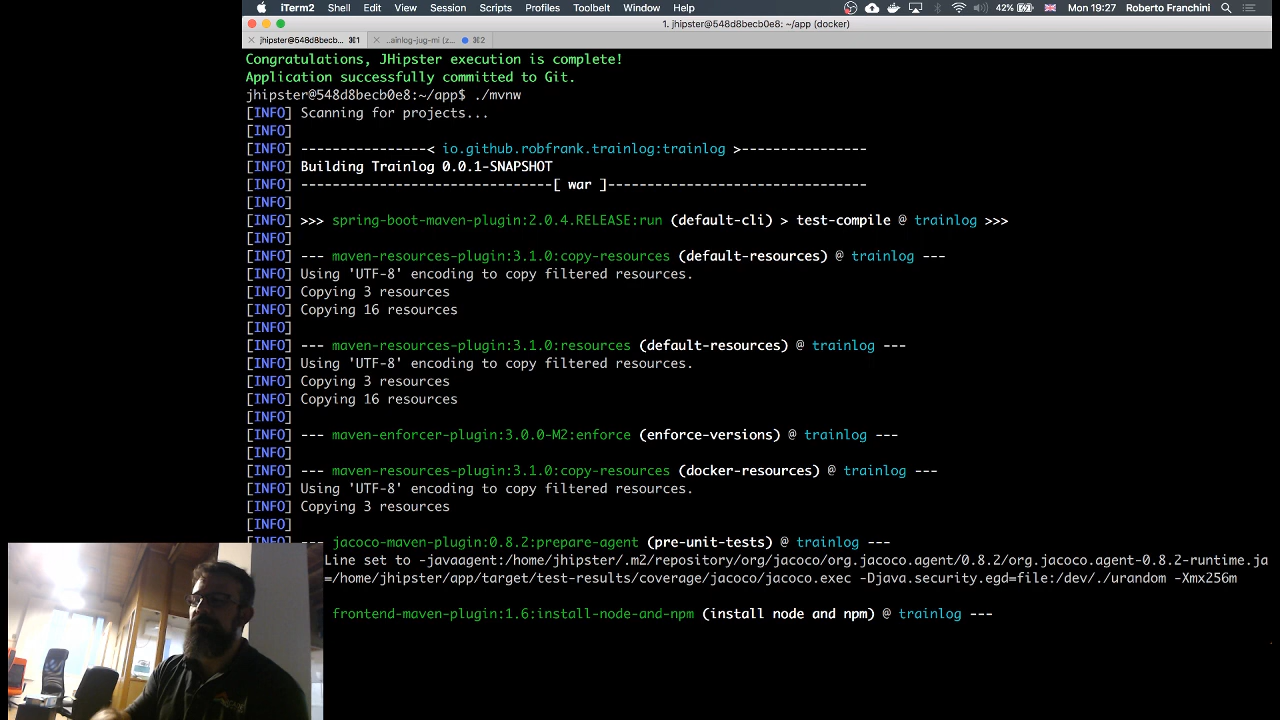 iTerm2 Shell Edit View Session Scripts Profiles Toolbelt Window Help 42% Mon 19:27 Roberto Franchini
1. jhipster@548d8becb0e8: ~/app (docker)
jhipster@548d8becb... ⌘1 ..ainlog-jug-mi (z... ⌘2
Congratulations, JHipster execution is complete!
Application successfully committed to Git.
jhipster@548d8becb0e8:~/app$ ./mvnw
[INFO] Scanning for projects...
[INFO]
[INFO] ----------------< io.github.robfrank.trainlog:trainlog >----------------
[INFO] Building Trainlog 0.0.1-SNAPSHOT
[INFO] --------------------------------[ war ]---------------------------------
[INFO]
[INFO] >>> spring-boot-maven-plugin:2.0.4.RELEASE:run (default-cli) > test-compile @ trainlog >>>
[INFO]
[INFO] --- maven-resources-plugin:3.1.0:copy-resources (default-resources) @ trainlog ---
[INFO] Using 'UTF-8' encoding to copy filtered resources.
[INFO] Copying 3 resources
[INFO] Copying 16 resources
[INFO]
[INFO] --- maven-resources-plugin:3.1.0:resources (default-resources) @ trainlog ---
[INFO] Using 'UTF-8' encoding to copy filtered resources.
[INFO] Copying 3 resources
[INFO] Copying 16 resources
[INFO]
[INFO] --- maven-enforcer-plugin:3.0.0-M2:enforce (enforce-versions) @ trainlog ---
[INFO]
[INFO] --- maven-resources-plugin:3.1.0:copy-resources (docker-resources) @ trainlog ---
[INFO] Using 'UTF-8' encoding to copy filtered resources.
[INFO] Copying 3 resources
[INFO]
[INFO] --- jacoco-maven-plugin:0.8.2:prepare-agent (pre-unit-tests) @ trainlog ---
Line set to -javaagent:/home/jhipster/.m2/repository/org/jacoco/org.jacoco.agent/0.8.2/org.jacoco.agent-0.8.2-runtime.ja
=/home/jhipster/app/target/test-results/coverage/jacoco/jacoco.exec -Djava.security.egd=file:/dev/./urandom -Xmx256m
frontend-maven-plugin:1.6:install-node-and-npm (install node and npm) @ trainlog ---